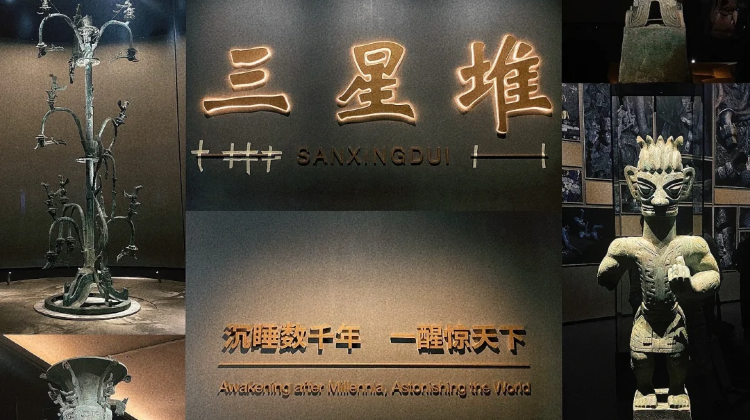 三星堆
SANXINGDUI
沉睡数千年 一醒惊天下
Awakening after Millennia, Astonishing the World